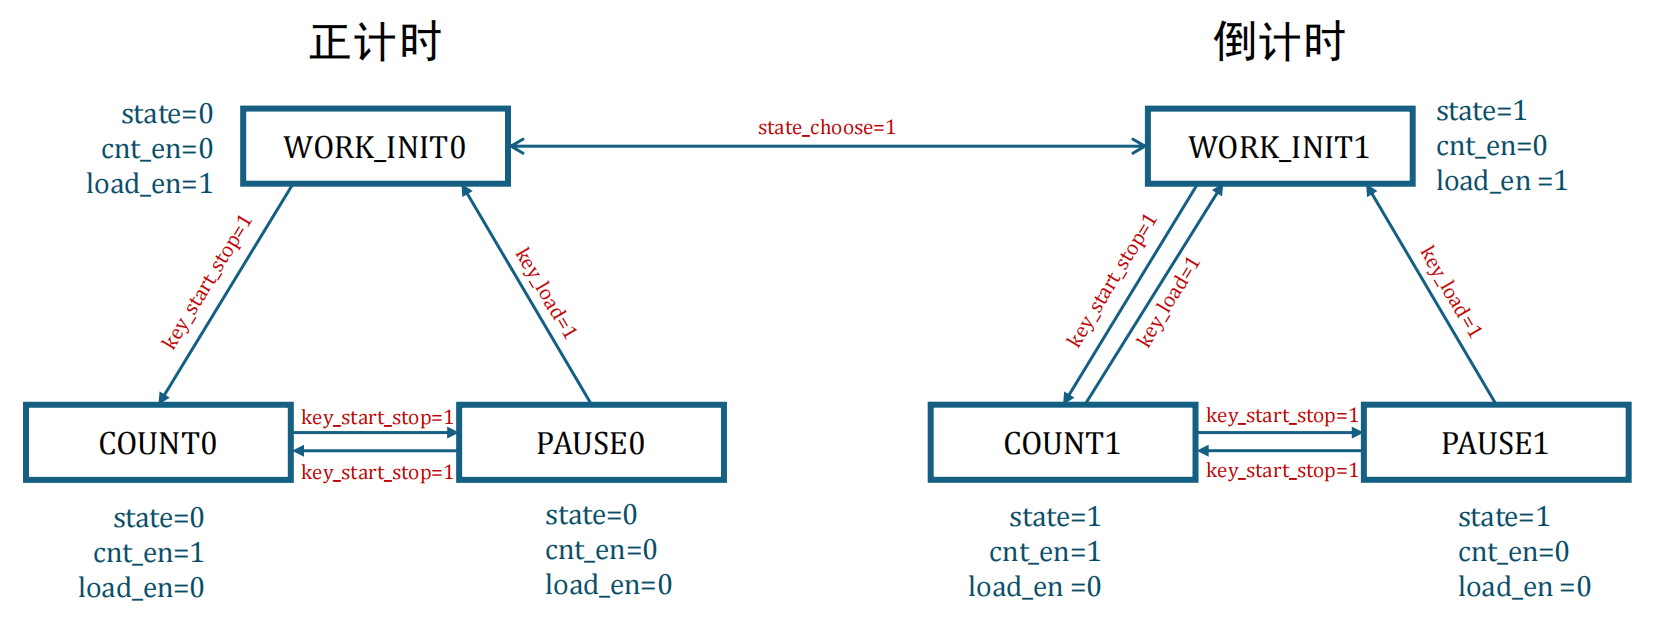 正计时
倒计时
state=0
cnt_en=0
load_en=1
WORK_INIT0
state_choose=1
WORK_INIT1
state=1
cnt_en=0
load_en =1
key_start_stop=1
key_load=1
key_start_stop=1
key_load=1
key_load=1
COUNT0
key_start_stop=1
key_start_stop=1
PAUSE0
COUNT1
key_start_stop=1
key_start_stop=1
PAUSE1
state=0
cnt_en=1
load_en=0
state=0
cnt_en=0
load_en=0
state=1
cnt_en=1
load_en =0
state=1
cnt_en=0
load_en =0